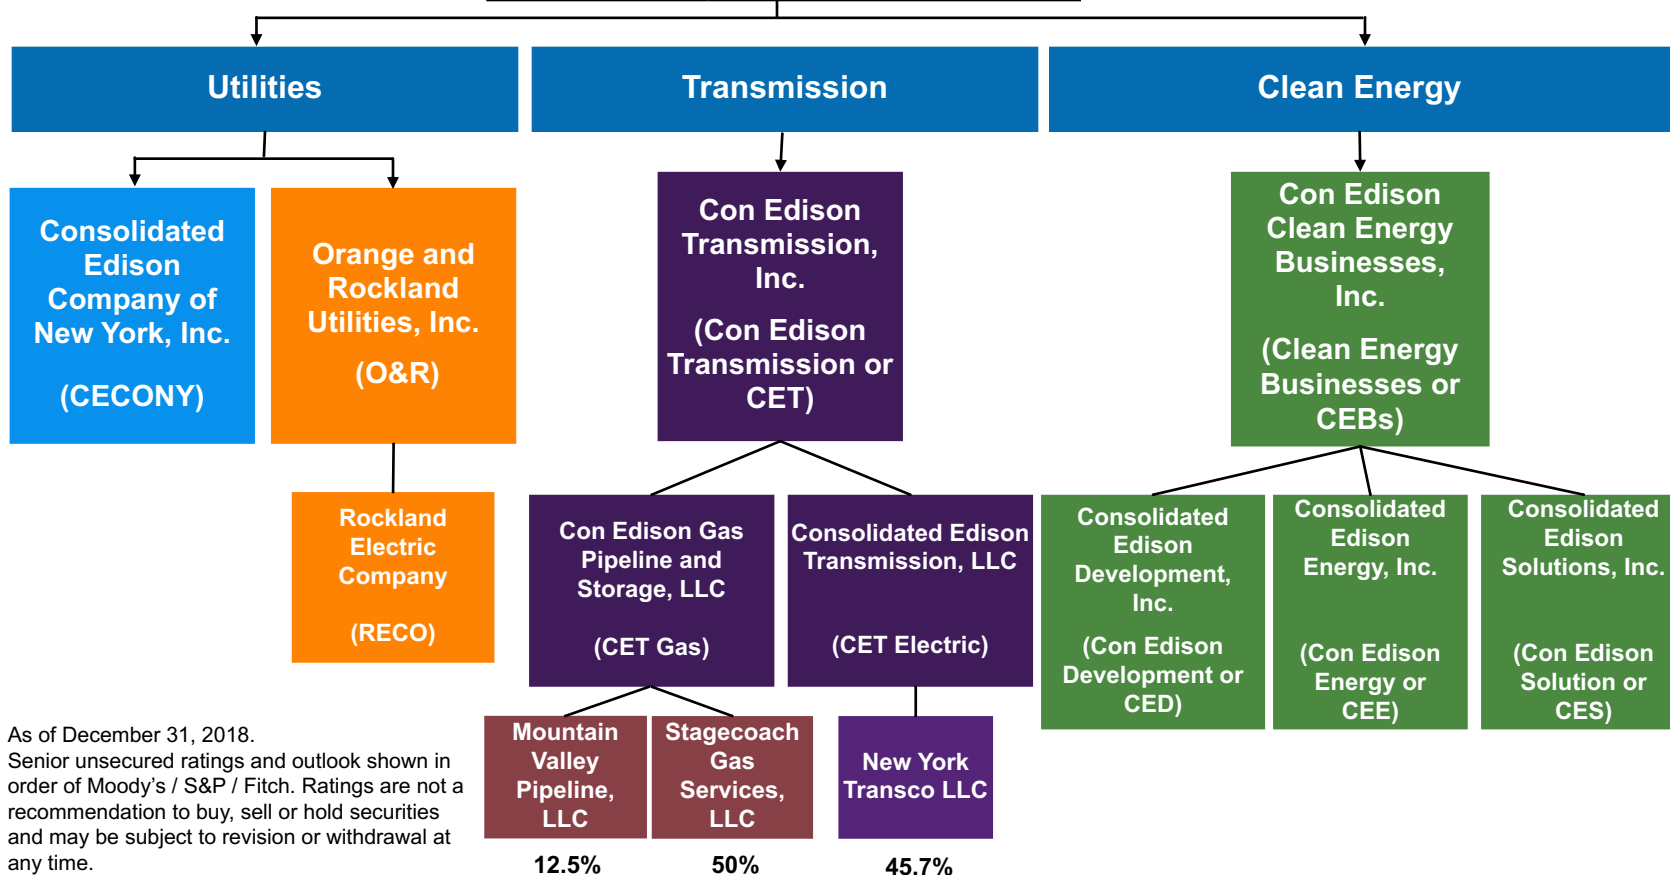 Utilities
Transmission
Clean Energy
Consolidated
Edison
Company of
New York, Inc.
(CECONY)
Orange and
Rockland
Utilities, Inc.
(O&R)
Con Edison
Transmission,
Inc.
(Con Edison
Transmission or
CET)
Con Edison
Clean Energy
Businesses,
Inc.
(Clean Energy
Businesses or
CEBs)
Rockland
Electric
Company
(RECO)
Con Edison Gas
Pipeline and
Storage, LLC
(CET Gas)
Consolidated Edison
Transmission, LLC
(CET Electric)
Consolidated
Edison
Development,
Inc.
(Con Edison
Development or
CED)
Consolidated
Edison
Energy, Inc.
(Con Edison
Energy or
CEE)
Consolidated
Edison
Solutions, Inc.
(Con Edison
Solution or
CES)
Mountain
Valley
Pipeline,
LLC
12.5%
Stagecoach
Gas
Services,
LLC
50%
New York
Transco LLC
45.7%
As of December 31, 2018.
Senior unsecured ratings and outlook shown in
order of Moody's / S&P / Fitch. Ratings are not a
recommendation to buy, sell or hold securities
and may be subject to revision or withdrawal at
any time.